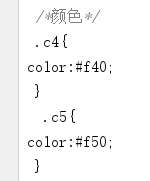 /*颜色*/
.c4{
color:#f40;
}
.c5{
color:#f50;
}